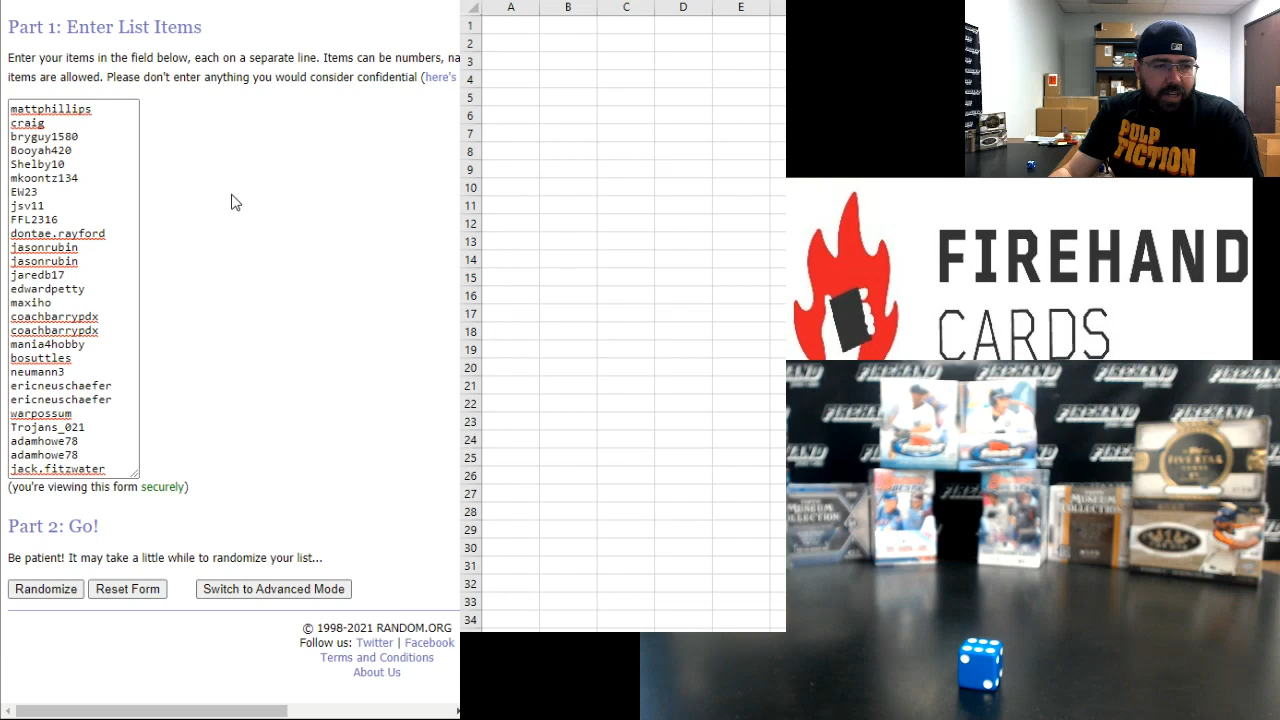 Part 1: Enter List Items
Enter your items in the field below, each on a separate line. Items can be numbers, na
items are allowed. Please don't enter anything you would consider confidential (here's
mattphillips
craig
bryguy1580
Booyah420
Shelby10
mkoontz134
EW23
jsv11
FFL2316
dontae.rayford
jasonrubin
jasonrubin
jaredb17
edwardpetty
maxiho
coachbarrypdx
coachbarrypdx
mania4hobby
bosuttles
neumann3
ericneuschaefer
ericneuschaefer
warpossum
Trojans_021
adamhowe78
adamhowe78
jack.fitzwater
(you're viewing this form securely)
Part 2: Go!
Be patient! It may take a little while to randomize your list...
Randomize Reset Form Switch to Advanced Mode
© 1998-2021 RANDOM.ORG
Follow us: Twitter | Facebook
Terms and Conditions
About Us
A B C D E
1
2
3
4
5
6
7
8
9
10
11
12
13
14
15
16
17
18
19
20
21
22
23
24
25
26
27
28
29
30
31
32
33
34
PULP
FICTION
FIREHAND
CARDS
FIREHAND
FIVE STAR
MUSEUM
COLLECTION